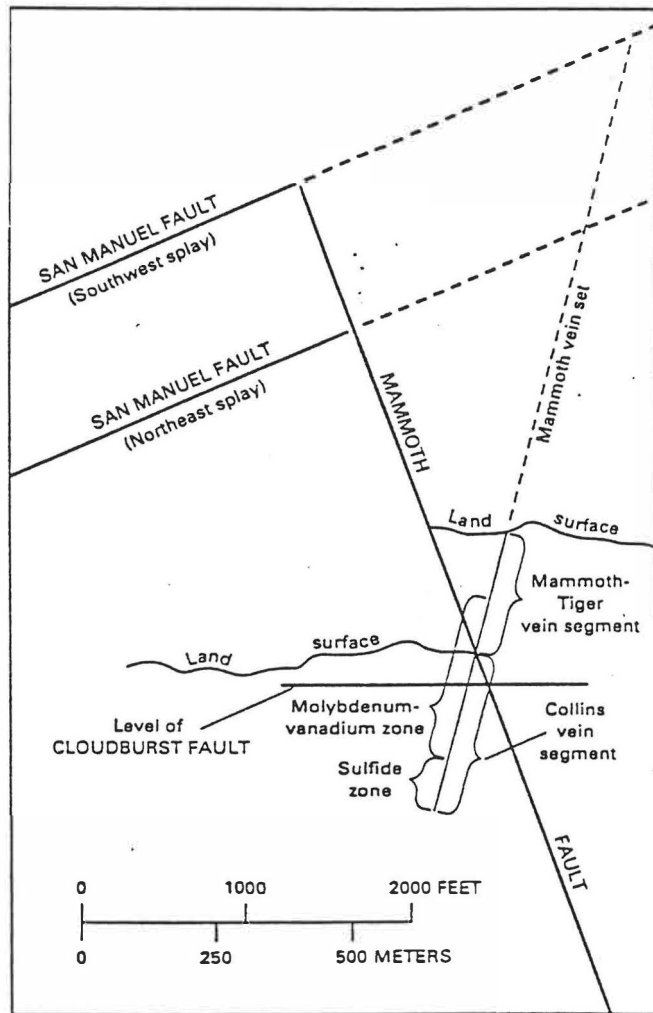 SAN MANUEL FAULT
(Southwest splay)
SAN MANUEL FAULT
(Northeast splay)
MAMMOTH
Mammoth vein set
Land surface
Mammoth-
Tiger
vein segment
Land surface
Level of
CLOUDBURST FAULT
Molybdenum-
vanadium zone
Sulfide
zone
Collins
vein
segment
FAULT
0 1000 2000 FEET
0 250 500 METERS